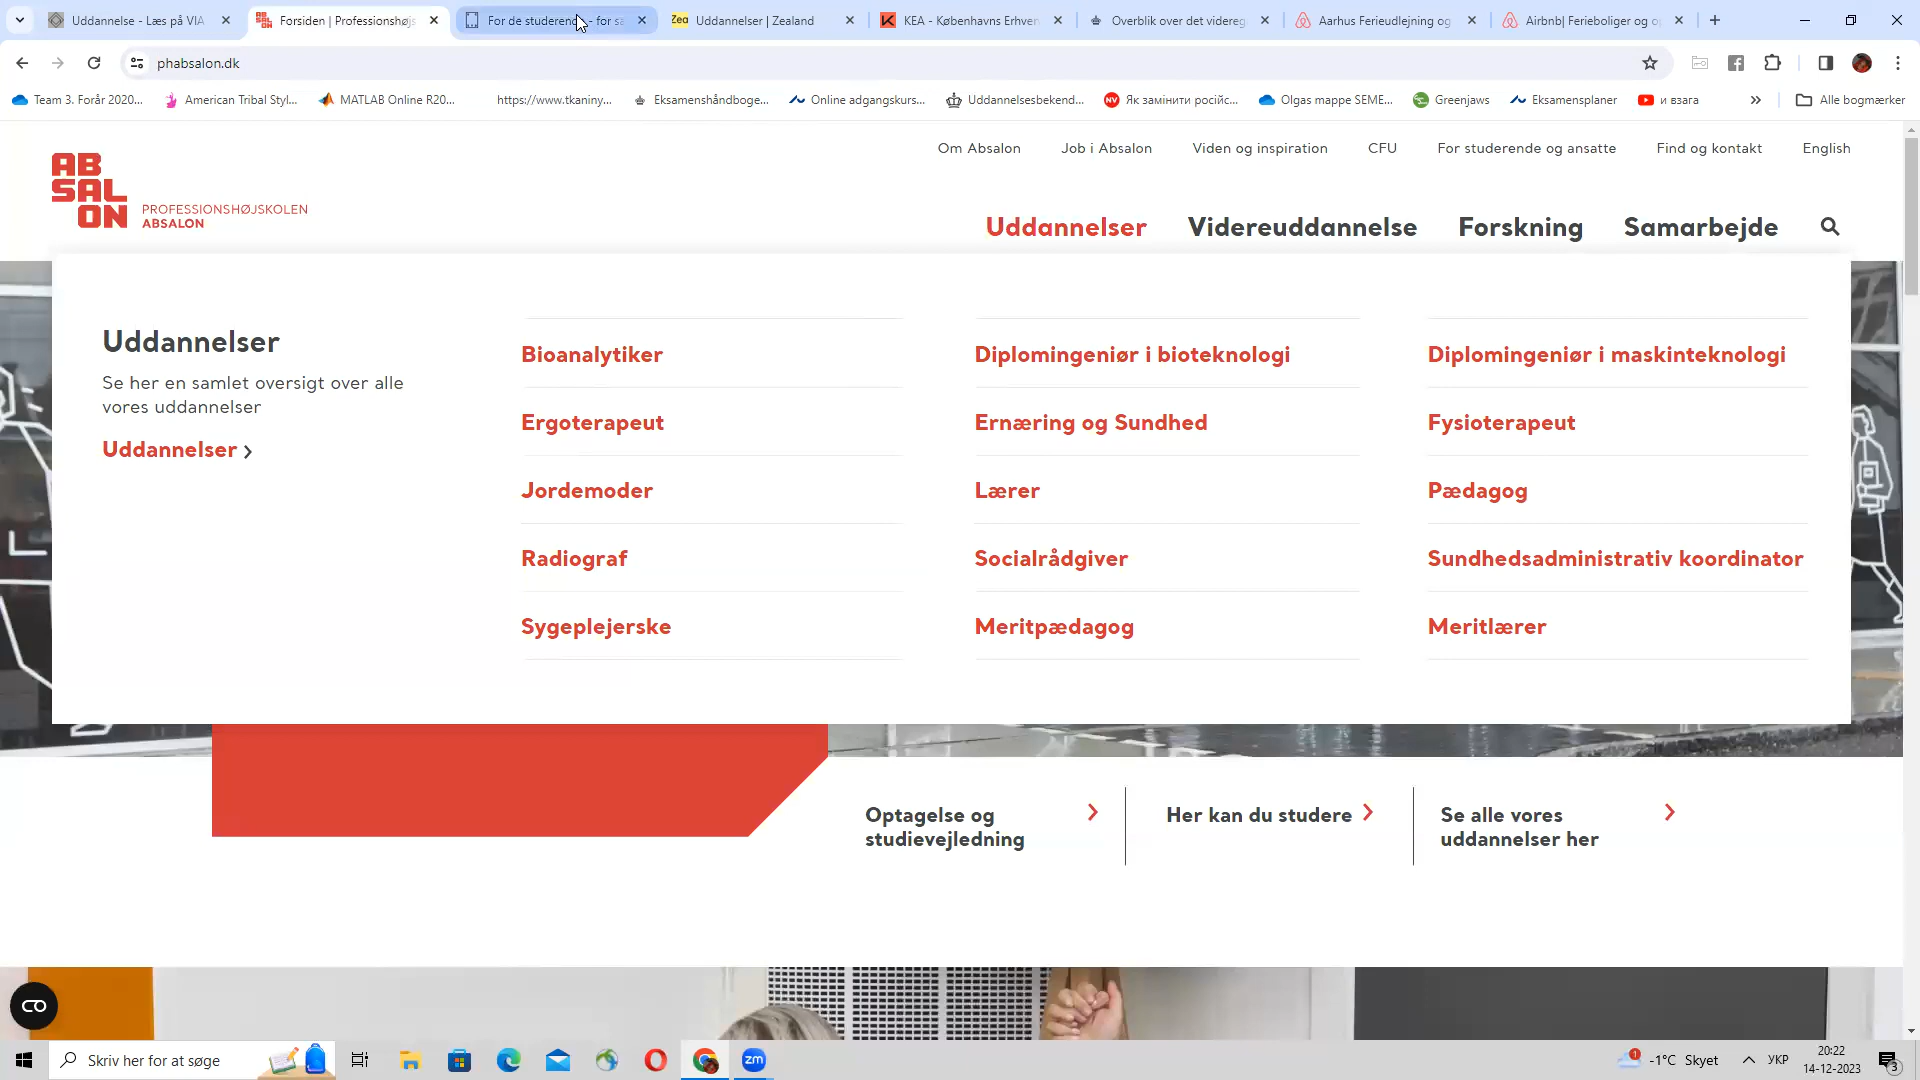 Uddannelse - Læs på VIA
Forsiden | Professionshøjs
For de studerende - for sa
Zea Uddannelser | Zealand
KEA - Københavns Erhver
Overblik over det videreg
Aarhus Ferieudlejning og
Airbnb| Ferieboliger og o
phabsalon.dk
Team 3. Forår 2020...
American Tribal Styl...
MATLAB Online R20...
https://www.tkaniny...
Eksamenshåndboge...
Online adgangskurs...
Uddannelsesbekend...
NV Як замінити російс...
Olgas mappe SEME...
Greenjaws
Eksamensplaner
и взага
Alle bogmærker
Om Absalon
Job i Absalon
Viden og inspiration
CFU
For studerende og ansatte
Find og kontakt
English
AB
SAL
ON
PROFESSIONSHØJSKOLEN
ABSALON
Uddannelser
Videreuddannelse
Forskning
Samarbejde
Uddannelser
Se her en samlet oversigt over alle
vores uddannelser
Uddannelser
Bioanalytiker
Diplomingeniør i bioteknologi
Diplomingeniør i maskinteknologi
Ergoterapeut
Ernæring og Sundhed
Fysioterapeut
Jordemoder
Lærer
Pædagog
Radiograf
Socialrådgiver
Sundhedsadministrativ koordinator
Sygeplejerske
Meritpædagog
Meritlærer
Optagelse og
studievejledning
Her kan du studere
Se alle vores
uddannelser her
Skriv her for at søge
zm
1
-1°C Skyet
УКР
20:22
14-12-2023
3